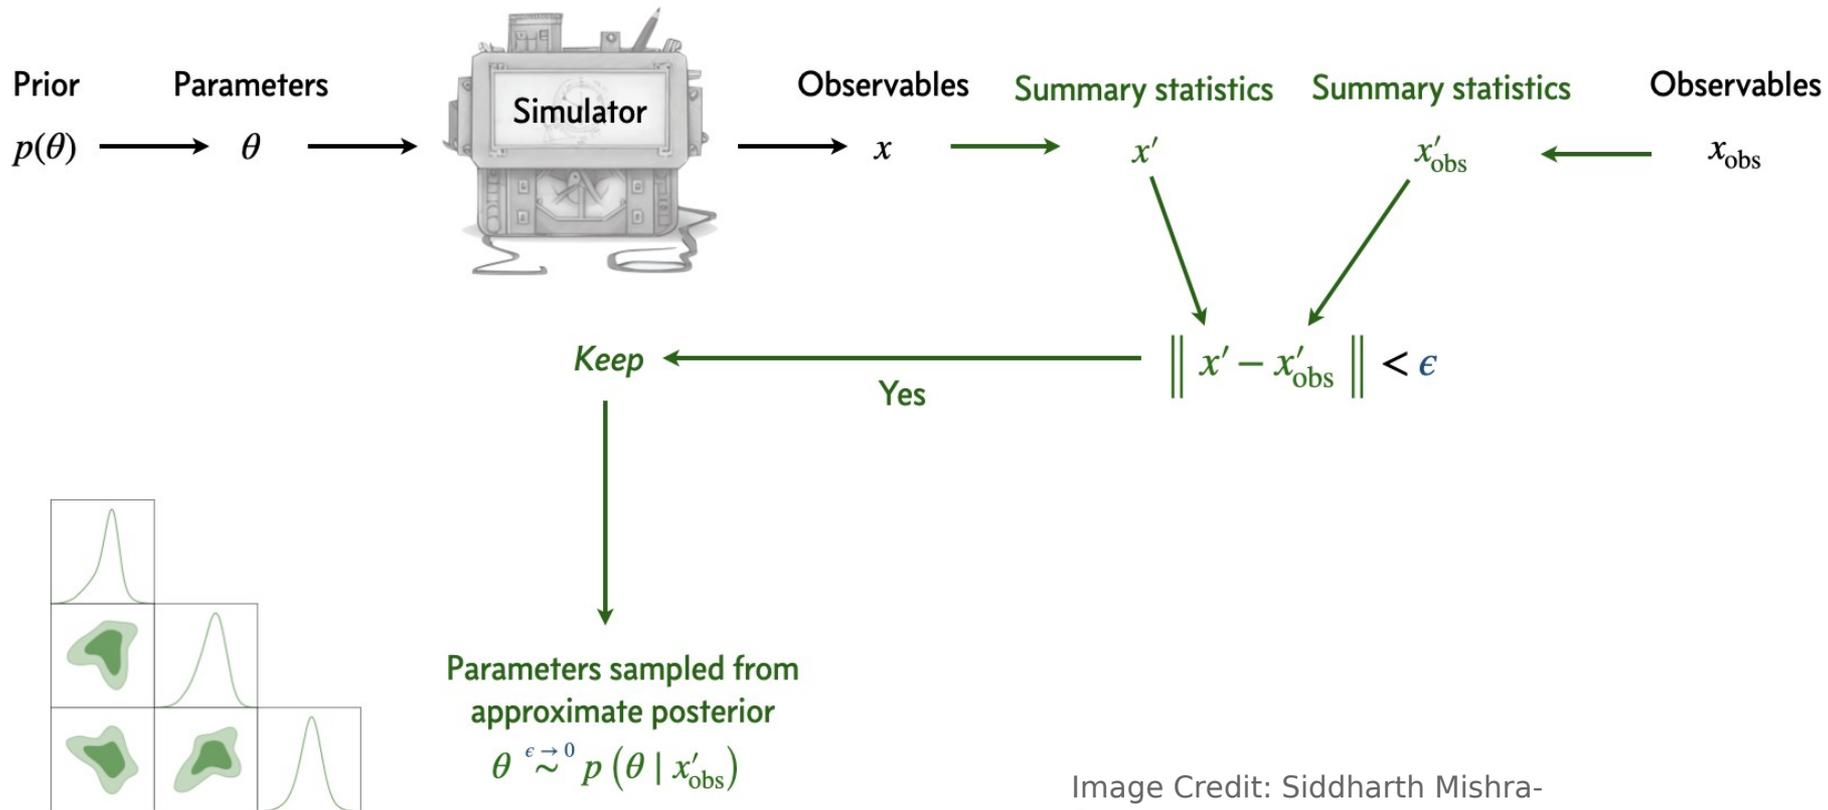 Prior
Parameters
Simulator
Observables
Summary statistics
Summary statistics
Observables
p(θ)
θ
x
x′
x′obs
xobs
Keep
Yes
‖ x′ − x′obs ‖ < ϵ
Parameters sampled from
approximate posterior
θ ~ ϵ → 0 p (θ | x′obs)
Image Credit: Siddharth Mishra-